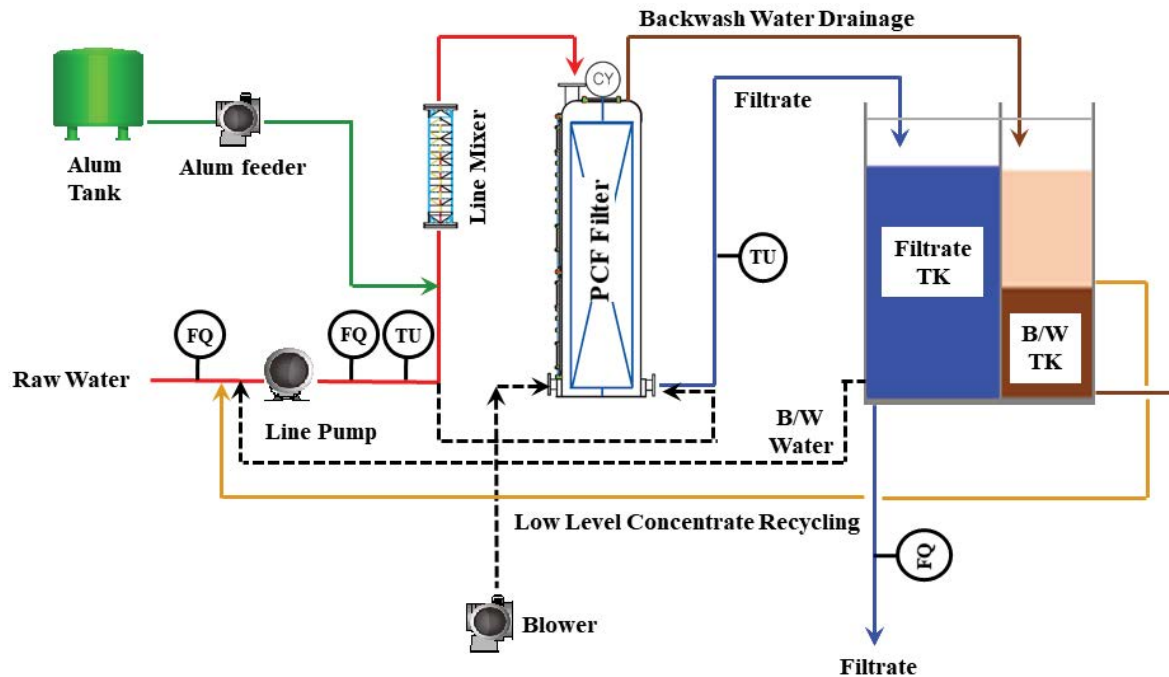 Backwash Water Drainage
CY
Filtrate
Alum
Tank
Alum feeder
Line Mixer
PCF Filter
TU
Filtrate
TK
B/W
TK
FQ
FQ
TU
Raw Water
Line Pump
B/W
Water
Low Level Concentrate Recycling
FQ
Blower
Filtrate